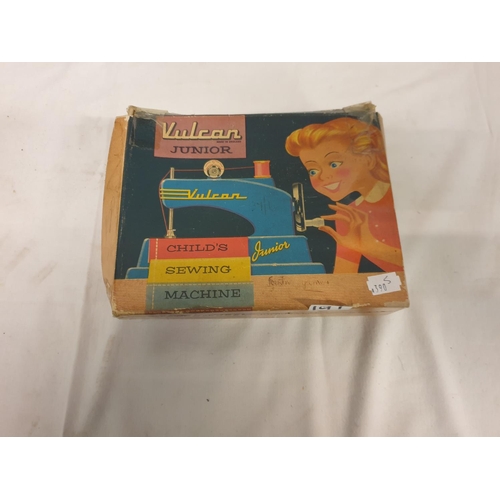 Vulcan
JUNIOR
Vulcan
Junior
CHILD'S
SEWING
MACHINE